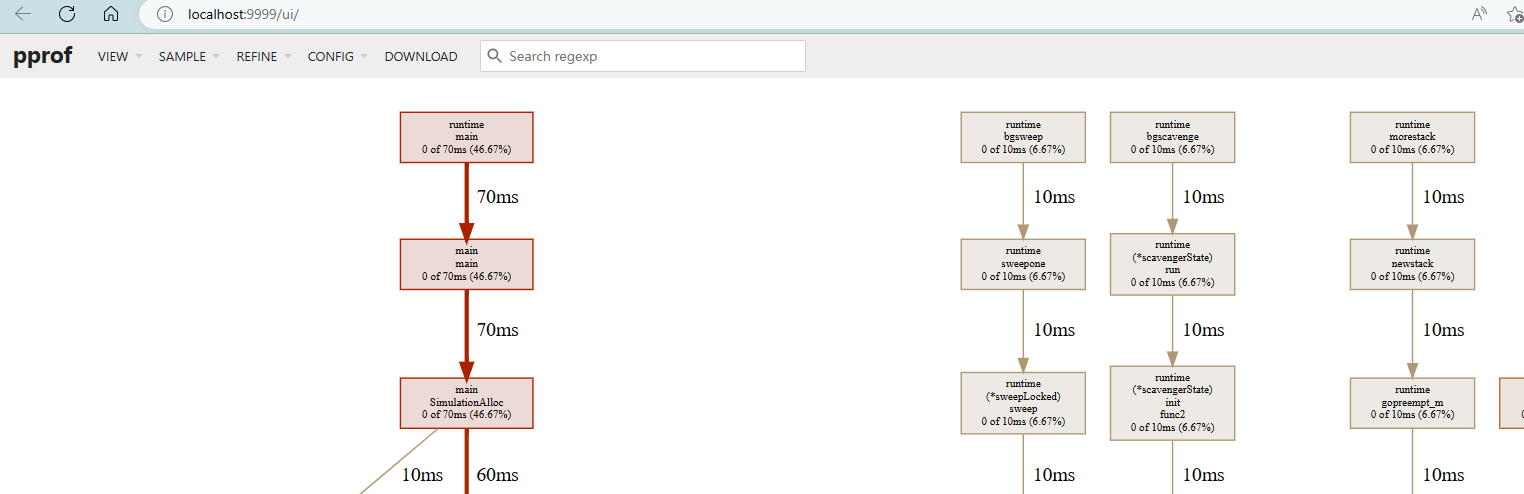 localhost:9999/ui/
A
pprof VIEW SAMPLE REFINE CONFIG DOWNLOAD Search regexp
runtime
main
0 of 70ms (46.67%)
runtime
bgsweep
0 of 10ms (6.67%)
runtime
bgscavenge
0 of 10ms (6.67%)
runtime
morestack
0 of 10ms (6.67%)
70ms
10ms
10ms
10ms
main
main
0 of 70ms (46.67%)
runtime
sweepone
0 of 10ms (6.67%)
runtime
(*scavengerState)
run
0 of 10ms (6.67%)
runtime
newstack
0 of 10ms (6.67%)
70ms
10ms
10ms
10ms
main
SimulationAlloc
0 of 70ms (46.67%)
runtime
(*sweepLocked)
sweep
0 of 10ms (6.67%)
runtime
(*scavengerState)
init
func2
0 of 10ms (6.67%)
runtime
gopreempt_m
0 of 10ms (6.67%)
10ms
60ms
10ms
10ms
10ms